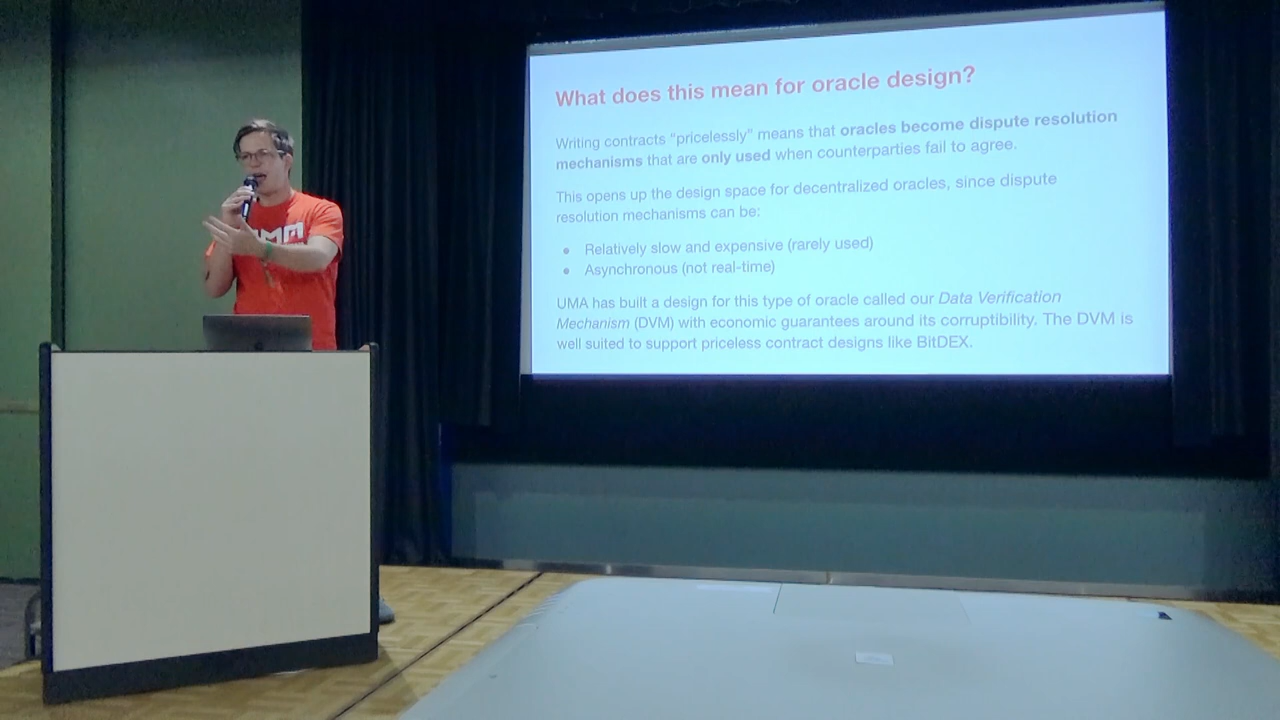 What does this mean for oracle design?
Writing contracts “pricelessly” means that oracles become dispute resolution
mechanisms that are only used when counterparties fail to agree.
This opens up the design space for decentralized oracles, since dispute
resolution mechanisms can be:
● Relatively slow and expensive (rarely used)
● Asynchronous (not real-time)
UMA has built a design for this type of oracle called our Data Verification
Mechanism (DVM) with economic guarantees around its corruptibility. The DVM is
well suited to support priceless contract designs like BitDEX.